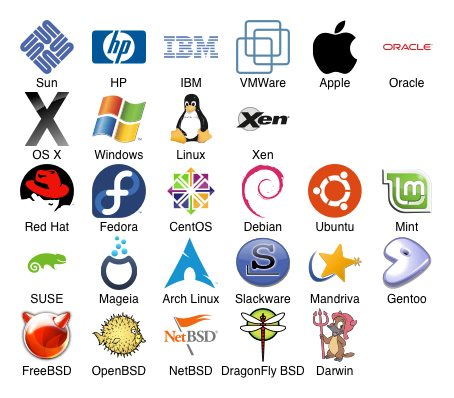 hp IBM ORACLE
Sun HP IBM VMWare Apple Oracle
X Xen
OS X Windows Linux Xen
Red Hat Fedora CentOS Debian Ubuntu Mint
SUSE Mageia Arch Linux Slackware Mandriva Gentoo
NetBSD
FreeBSD OpenBSD NetBSD DragonFly BSD Darwin